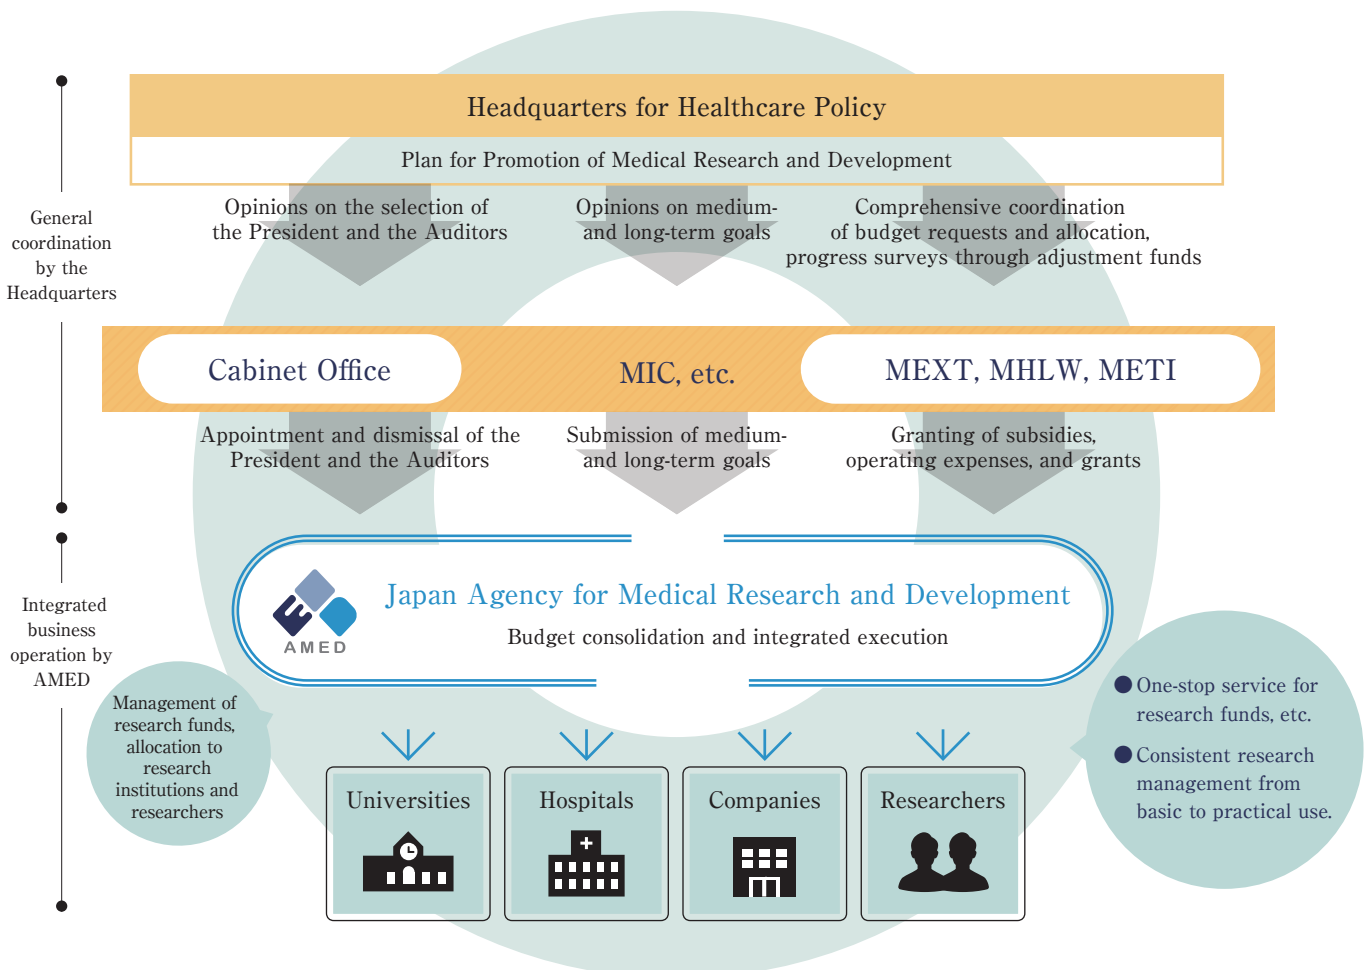 Headquarters for Healthcare Policy
Plan for Promotion of Medical Research and Development
General
coordination
by the
Headquarters
Opinions on the selection of
the President and the Auditors
Opinions on medium-
and long-term goals
Comprehensive coordination
of budget requests and allocation,
progress surveys through adjustment funds
Cabinet Office
MIC, etc.
MEXT, MHLW, METI
Appointment and dismissal of the
President and the Auditors
Submission of medium-
and long-term goals
Granting of subsidies,
operating expenses, and grants
Integrated
business
operation by
AMED
AMED
Japan Agency for Medical Research and Development
Budget consolidation and integrated execution
Management of
research funds,
allocation to
research
institutions and
researchers
● One-stop service for
research funds, etc.
● Consistent research
management from
basic to practical use.
Universities
Hospitals
Companies
Researchers